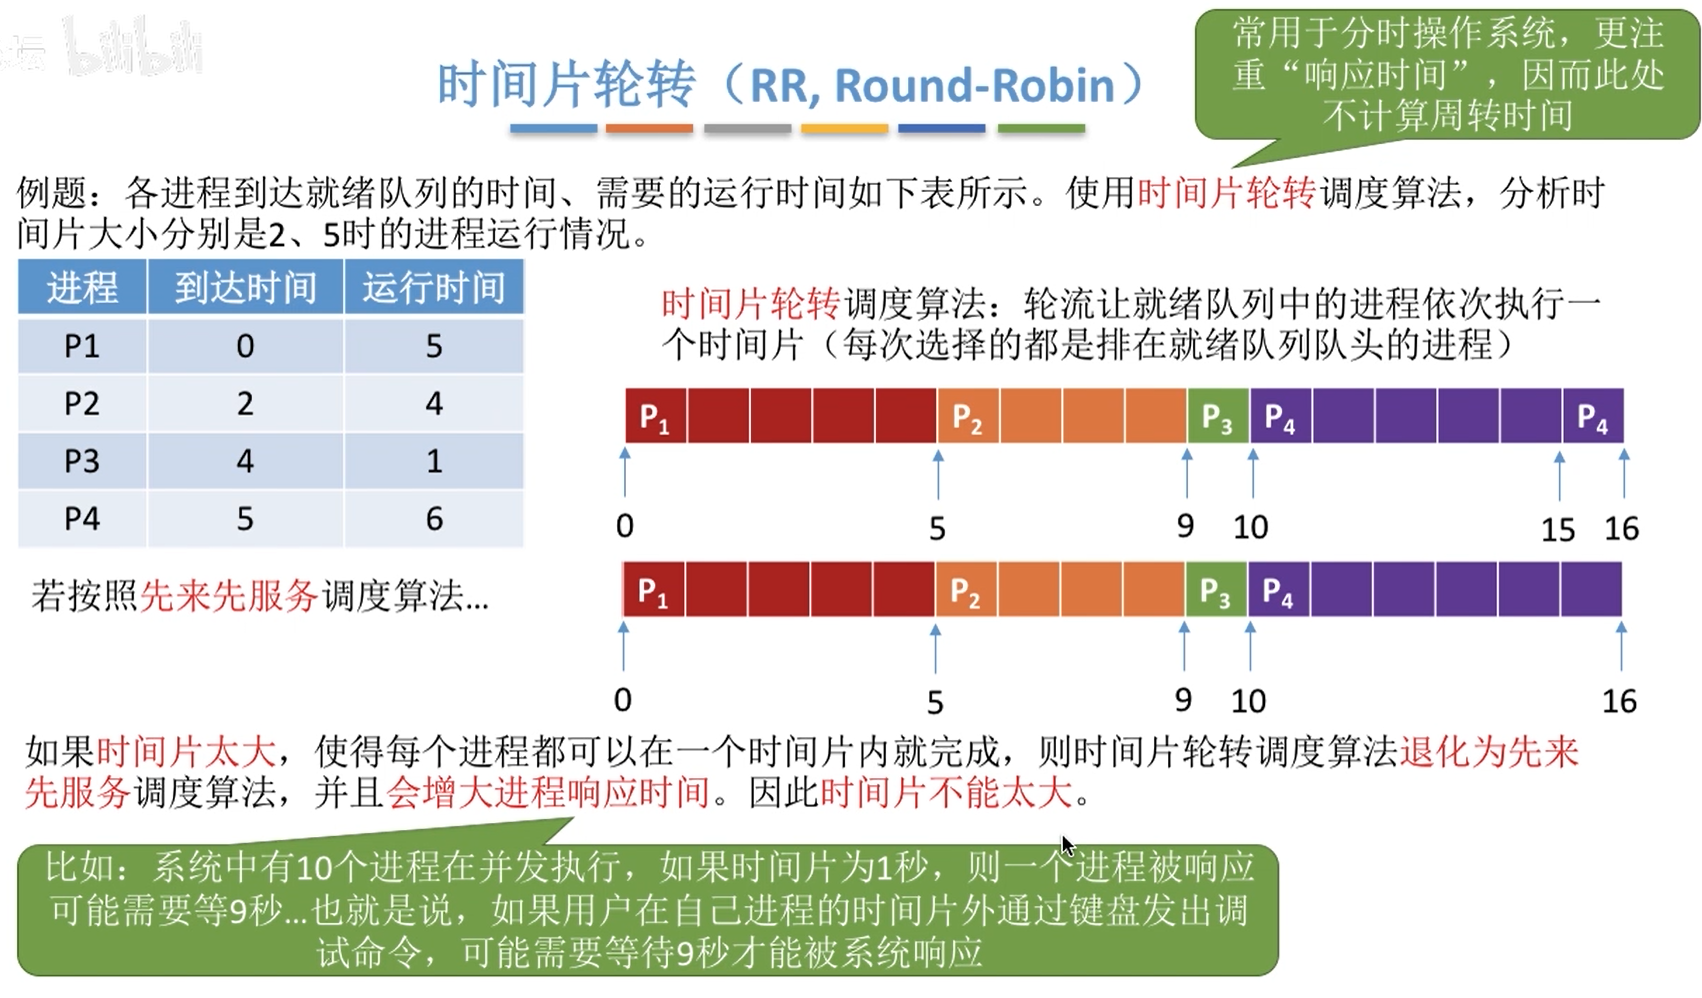 坛 bilibili
常用于分时操作系统，更注
重“响应时间”，因而此处
不计算周转时间
时间片轮转（RR, Round-Robin）
例题：各进程到达就绪队列的时间、需要的运行时间如下表所示。使用时间片轮转调度算法，分析时
间片大小分别是2、5时的进程运行情况。
进程 到达时间 运行时间
P1 0 5
P2 2 4
P3 4 1
P4 5 6
时间片轮转调度算法：轮流让就绪队列中的进程依次执行一
个时间片（每次选择的都是排在就绪队列队头的进程）
P1 P2 P3 P4 P4
0 5 9 10 15 16
若按照先来先服务调度算法...
P1 P2 P3 P4
0 5 9 10 16
如果时间片太大，使得每个进程都可以在一个时间片内就完成，则时间片轮转调度算法退化为先来
先服务调度算法，并且会增大进程响应时间。因此时间片不能太大。
比如：系统中有10个进程在并发执行，如果时间片为1秒，则一个进程被响应
可能需要等9秒...也就是说，如果用户在自己进程的时间片外通过键盘发出调
试命令，可能需要等待9秒才能被系统响应